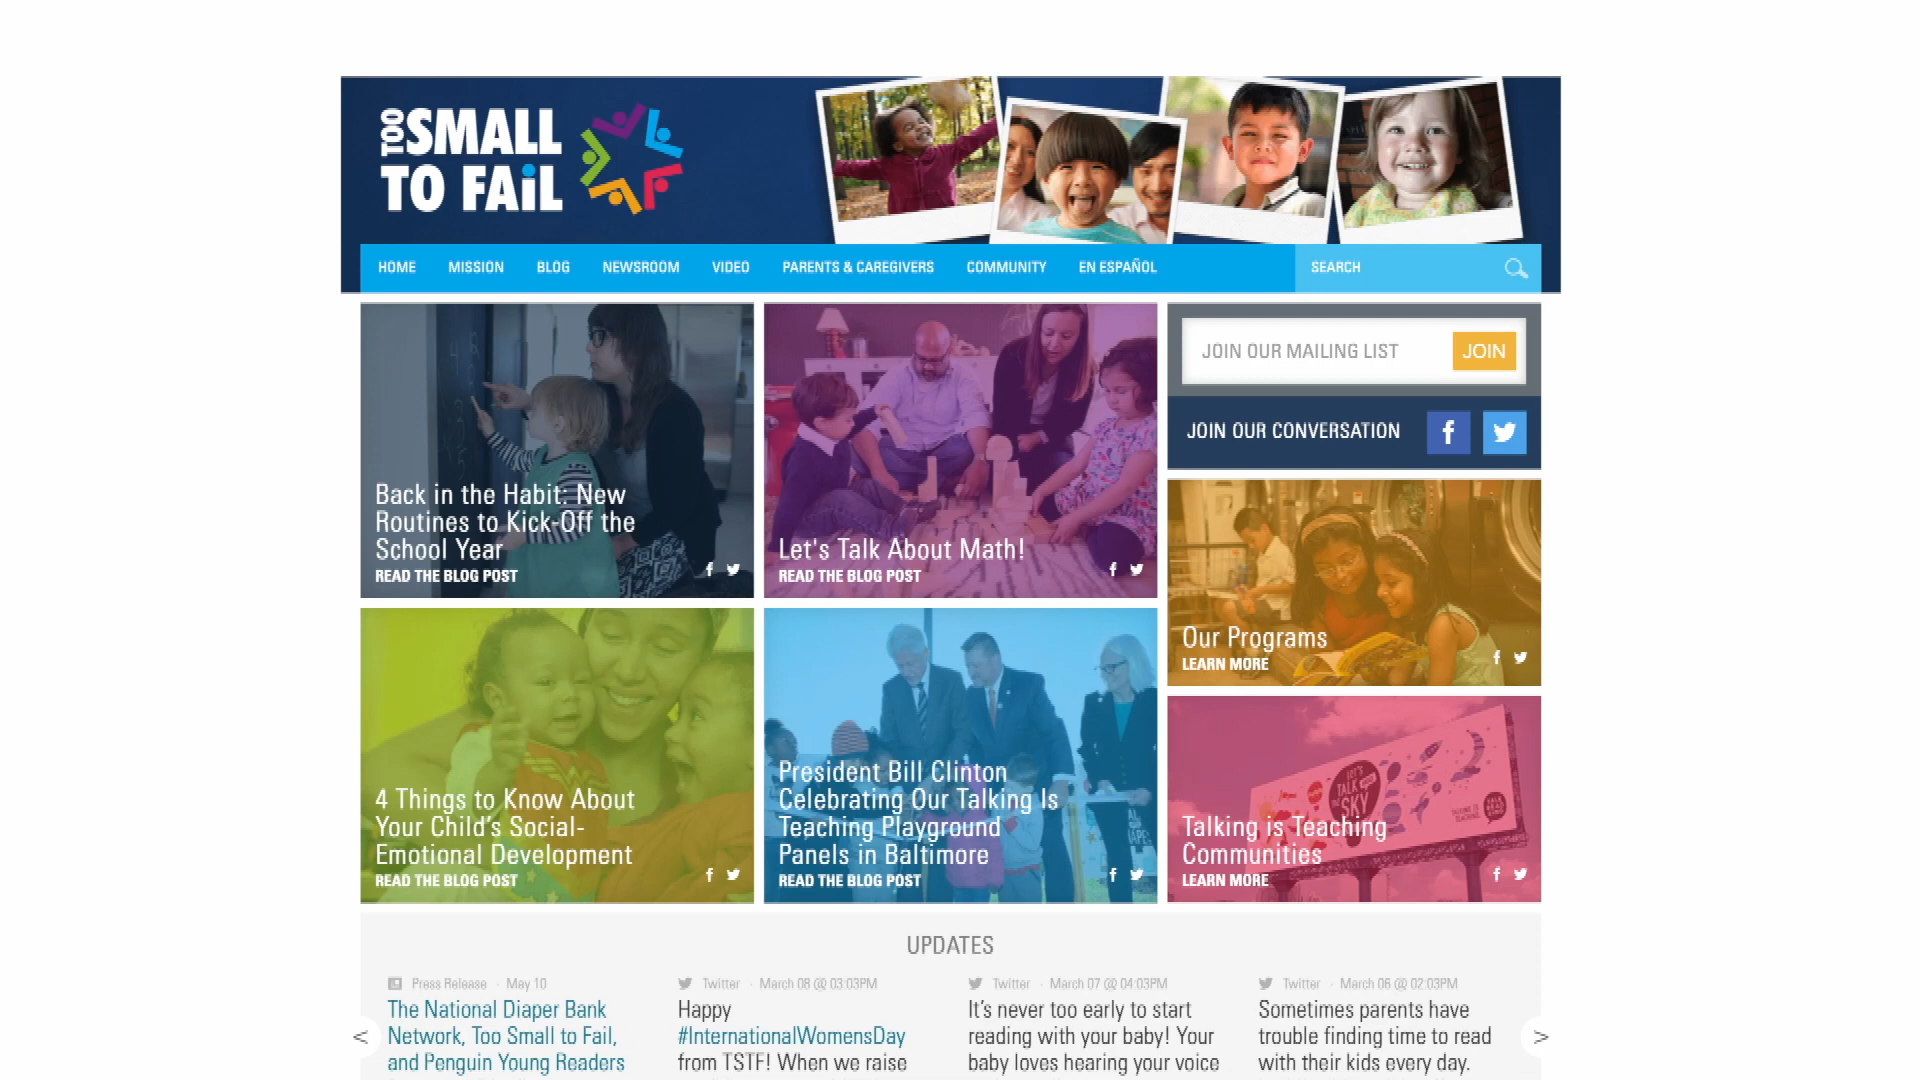 TOO SMALL
TO FAIL
HOME MISSION BLOG NEWSROOM VIDEO PARENTS & CAREGIVERS COMMUNITY EN ESPAÑOL SEARCH
Back in the Habit: New
Routines to Kick-Off the
School Year
READ THE BLOG POST
Let's Talk About Math!
READ THE BLOG POST
JOIN OUR MAILING LIST JOIN
JOIN OUR CONVERSATION
Our Programs
LEARN MORE
4 Things to Know About
Your Child's Social-
Emotional Development
READ THE BLOG POST
President Bill Clinton
Celebrating Our Talking Is
Teaching Playground
Panels in Baltimore
READ THE BLOG POST
LET'S
TALK
SKY
Talking is Teaching
Communities
LEARN MORE
UPDATES
Press Release · May 10
The National Diaper Bank
Network, Too Small to Fail,
and Penguin Young Readers
Twitter · March 08 @ 03:03PM
Happy
#InternationalWomensDay
from TSTF! When we raise
Twitter · March 07 @ 04:03PM
It's never too early to start
reading with your baby! Your
baby loves hearing your voice
Twitter · March 06 @ 02:03PM
Sometimes parents have
trouble finding time to read
with their kids every day.